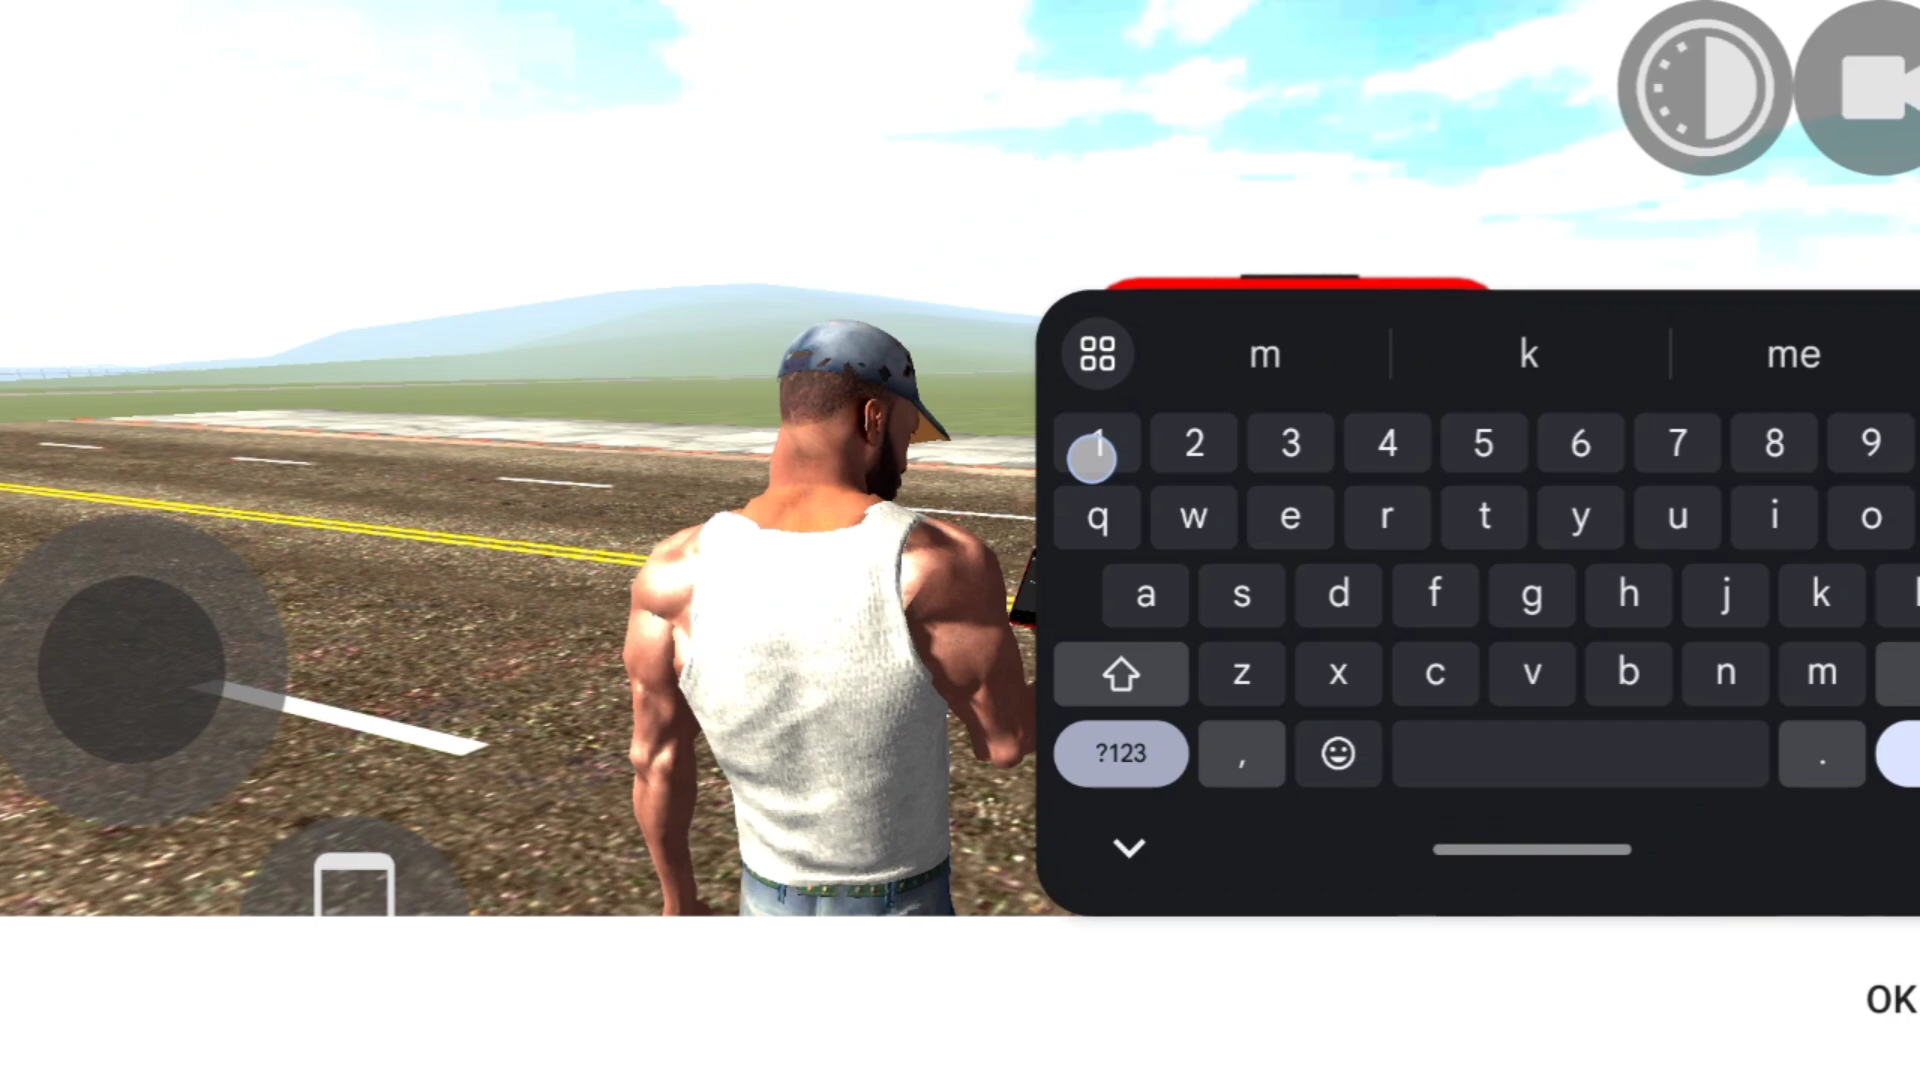 m k me
1 2 3 4 5 6 7 8 9
q w e r t y u i o
a s d f g h j k
z x c v b n m
?123 , .
OK